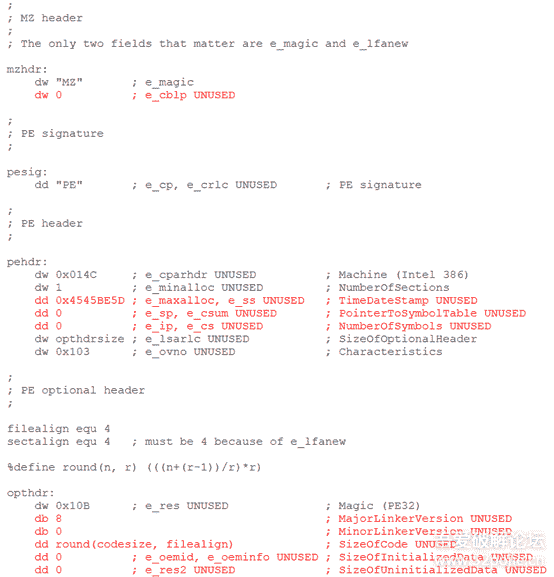 ;
; MZ header
;
; The only two fields that matter are e_magic and e_lfanew
;
mzhdr:
dw "MZ" ; e_magic
dw 0 ; e_cblp UNUSED
;
; PE signature
;
pesig:
dd "PE" ; e_cp, e_crlc UNUSED ; PE signature
;
; PE header
;
pehdr:
dw 0x014C ; e_cparhdr UNUSED ; Machine (Intel 386)
dw 1 ; e_minalloc UNUSED ; NumberOfSections
dd 0x4545BE5D ; e_maxalloc, e_ss UNUSED ; TimeDateStamp UNUSED
dd 0 ; e_sp, e_csum UNUSED ; PointerToSymbolTable UNUSED
dd 0 ; e_ip, e_cs UNUSED ; NumberOfSymbols UNUSED
dw opthdrsize ; e_lsarlc UNUSED ; SizeOfOptionalHeader
dw 0x103 ; e_ovno UNUSED ; Characteristics
;
; PE optional header
;
filealign equ 4
sectalign equ 4 ; must be 4 because of e_lfanew
%define round(n, r) (((n+(r-1))/r)*r)
opthdr:
dw 0x10B ; e_res UNUSED ; Magic (PE32)
db 8 ; MajorLinkerVersion UNUSED
db 0 ; MinorLinkerVersion UNUSED
dd round(codesize, filealign) ; SizeOfCode UNUSED
dd 0 ; e_oemid, e_oeminfo UNUSED ; SizeOfInitializedData UNUSED
dd 0 ; e_res2 UNUSED ; SizeOfUninitializedData UNUSED